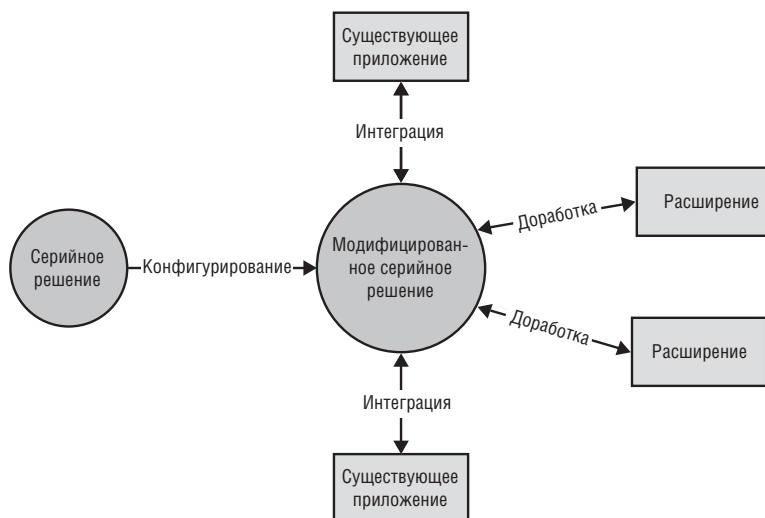 Существующее
приложение
Интеграция
Расширение
Доработка
Серийное
решение
Конфигурирование
Модифицирован-
ное серийное
решение
Доработка
Расширение
Интеграция
Существующее
приложение